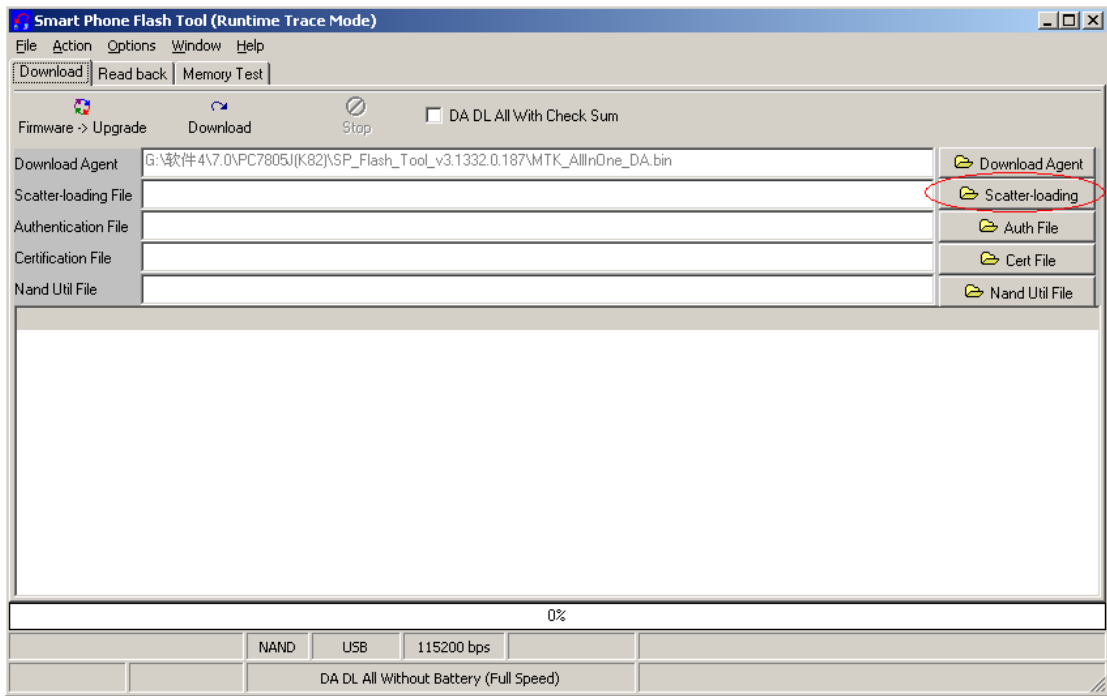 Smart Phone Flash Tool (Runtime Trace Mode)
File Action Options Window Help
Download Read back Memory Test
Firmware -> Upgrade Download Stop DA DL All With Check Sum
Download Agent G:\软件4\7.0\PC7805J(K82)\SP_Flash_Tool_v3.1332.0.187\MTK_AllInOne_DA.bin Download Agent
Scatter-loading File Scatter-loading
Authentication File Auth File
Certification File Cert File
Nand Util File Nand Util File
0%
NAND USB 115200 bps
DA DL All Without Battery (Full Speed)